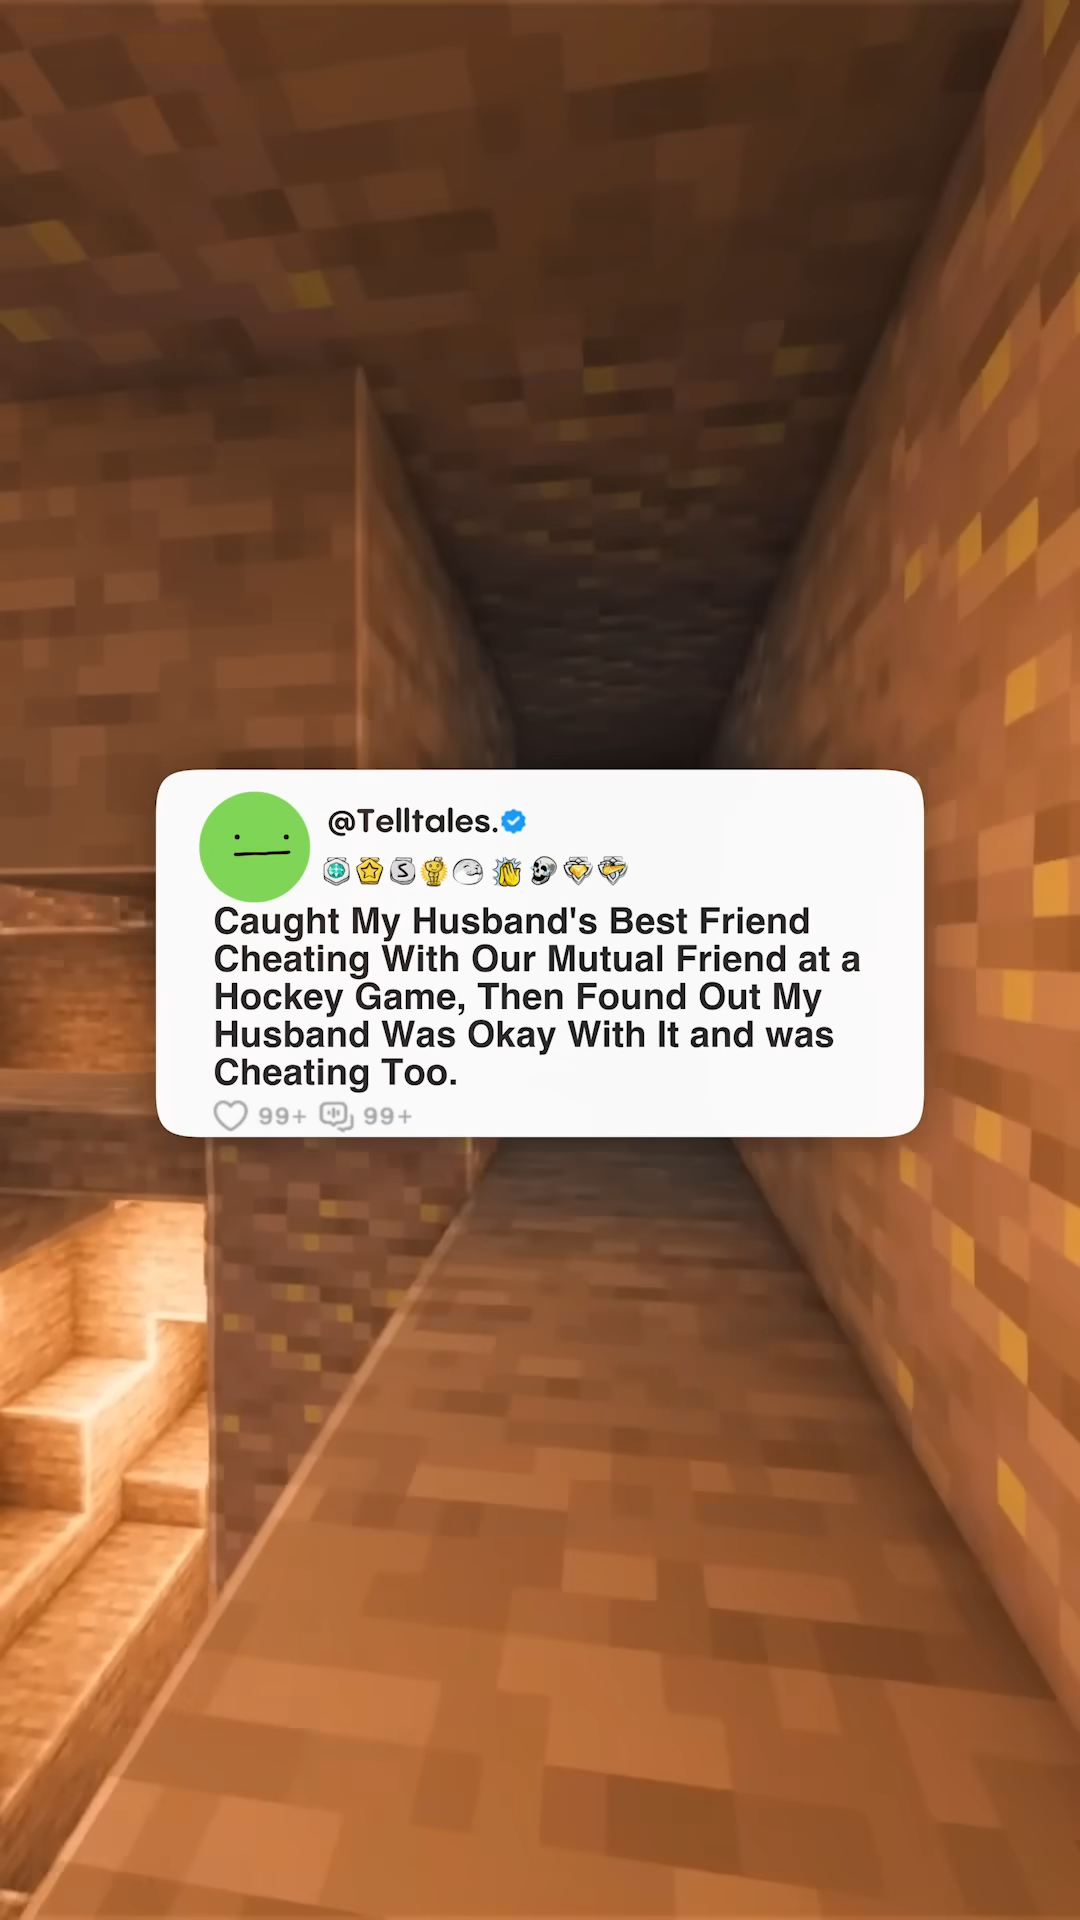 @Telltales.
Caught My Husband's Best Friend
Cheating With Our Mutual Friend at a
Hockey Game, Then Found Out My
Husband Was Okay With It and was
Cheating Too.
99+ 99+